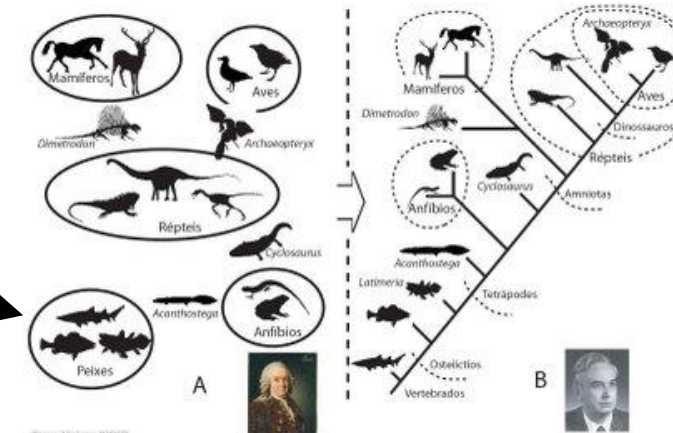 Mamíferos
Aves
Dimetrodon
Archaeopteryx
Répteis
Cyclosaurus
Acanthostega
Anfíbios
Peixes
A
Archaeopteryx
Mamíferos
Aves
Dimetrodon
Dinossauros
Répteis
Cyclosaurus
Amniotas
Anfíbios
Acanthostega
Latimeria
Tetrápodes
Osteíctios
B
Vertebrados